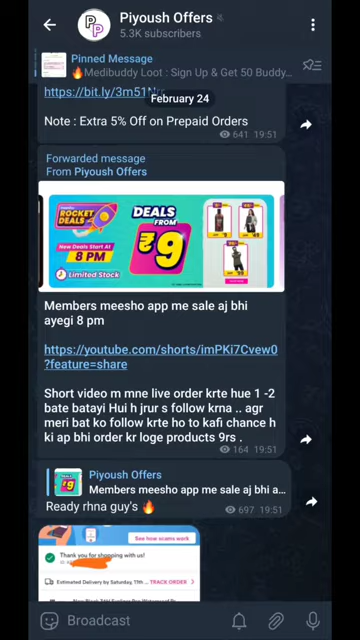 Piyoush Offers
5.3K subscribers
Pinned Message
🔥Medibuddy Loot : Sign Up & Get 50 Buddy...
February 24
Note : Extra 5% Off on Prepaid Orders
641 19:51
Forwarded message
From Piyoush Offers
ROCKET DEALS
New Deals Start At
8 PM
Limited Stock
DEALS
FROM
₹9
Members meesho app me sale aj bhi
ayegi 8 pm
https://youtube.com/shorts/imPKi7Cvew0
?feature=share
Short video m mne live order krte hue 1 -2
bate batayi Hui h jrur s follow krna .. agr
meri bat ko follow krte ho to kafi chance h
ki ap bhi order kr loge products 9rs .
164 19:51
Piyoush Offers
Members meesho app me sale aj bhi a...
Ready rhna guy's 🔥
697 19:51
See how scams work
Thank you for shopping with us!
Estimated Delivery by Saturday, 11th...
TRACK ORDER
Broadcast